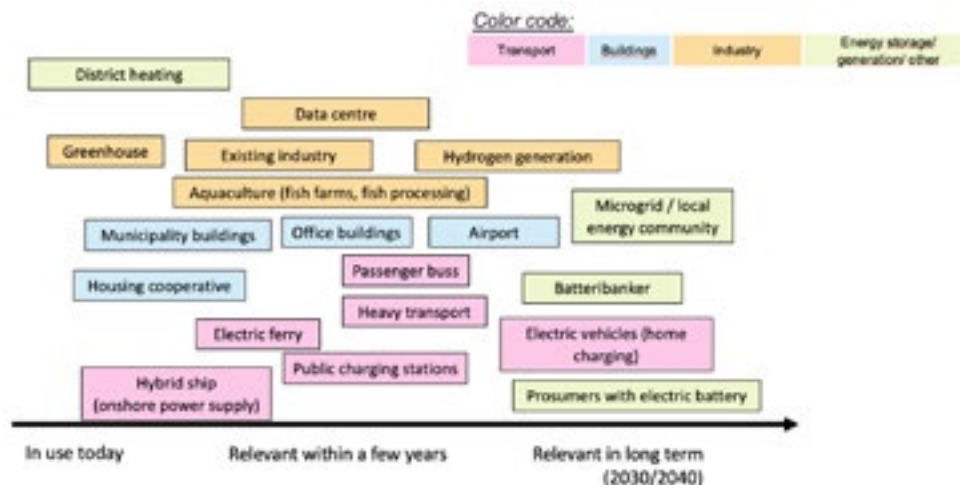 Color code:
Transport
Buildings
Industry
Energy storage/
generation/ other
District heating
Data centre
Greenhouse
Existing industry
Hydrogen generation
Aquaculture (fish farms, fish processing)
Microgrid / local
energy community
Municipality buildings
Office buildings
Airport
Passenger buss
Housing cooperative
Batteribanker
Heavy transport
Electric ferry
Electric vehicles (home
charging)
Public charging stations
Hybrid ship
(onshore power supply)
Prosumers with electric battery
In use today
Relevant within a few years
Relevant in long term
(2030/2040)